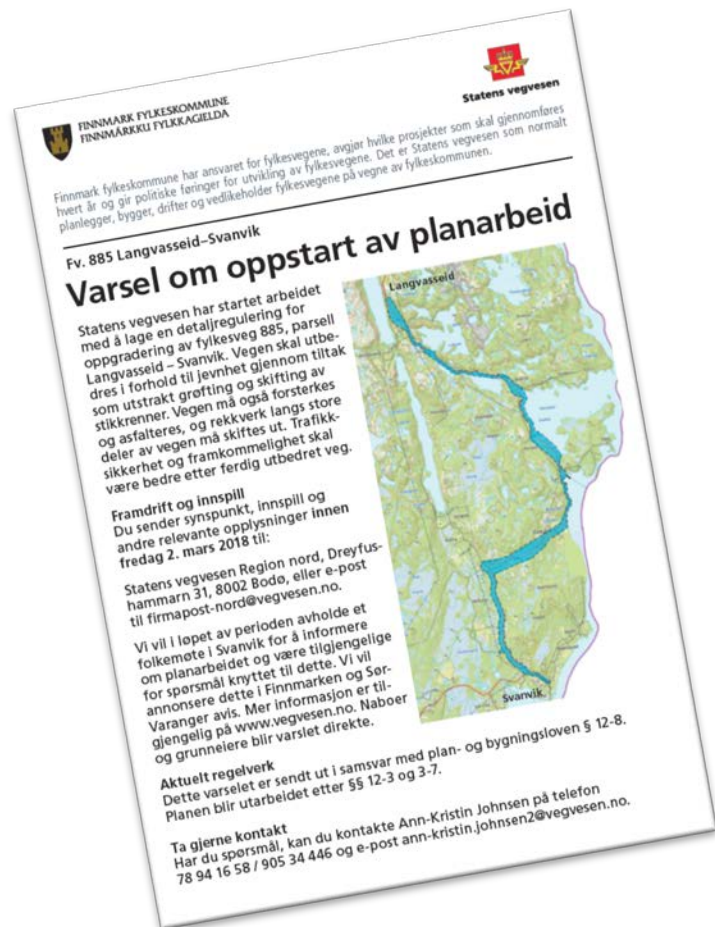 FINNMARK FYLKESKOMMUNE
FINNMÁRKKU FYLKKAGIELDA
Statens vegvesen
Finnmark fylkeskommune har ansvaret for fylkesvegene, avgjør hvilke prosjekter som skal gjennomføres
hvert år og gir politiske føringer for utvikling av fylkesvegene. Det er Statens vegvesen som normalt
planlegger, bygger, drifter og vedlikeholder fylkesvegene på vegne av fylkeskommunen.
Fv. 885 Langvasseid–Svanvik
Varsel om oppstart av planarbeid
Statens vegvesen har startet arbeidet
med å lage en detaljregulering for
oppgradering av fylkesveg 885, parsell
Langvasseid – Svanvik. Vegen skal utbe-
dres i forhold til jevnhet gjennom tiltak
som utstrakt grøfting og skifting av
stikkrenner. Vegen må også forsterkes
og asfalteres, og rekkverk langs store
deler av vegen må skiftes ut. Trafikk-
sikkerhet og framkommelighet skal
være bedre etter ferdig utbedret veg.
Framdrift og innspill
Du sender synspunkt, innspill og
andre relevante opplysninger innen
fredag 2. mars 2018 til:
Statens vegvesen Region nord, Dreyfus-
hammarn 31, 8002 Bodø, eller e-post
til firmapost-nord@vegvesen.no.
Vi vil i løpet av perioden avholde et
folkemøte i Svanvik for å informere
om planarbeidet og være tilgjengelige
for spørsmål knyttet til dette. Vi vil
annonsere dette i Finnmarken og Sør-
Varanger avis. Mer informasjon er til-
gjengelig på www.vegvesen.no. Naboer
og grunneiere blir varslet direkte.
Langvasseid
Svanvik
Aktuelt regelverk
Dette varselet er sendt ut i samsvar med plan- og bygningsloven § 12-8.
Planen blir utarbeidet etter §§ 12-3 og 3-7.
Ta gjerne kontakt
Har du spørsmål, kan du kontakte Ann-Kristin Johnsen på telefon
78 94 16 58 / 905 34 446 og e-post ann-kristin.johnsen2@vegvesen.no.